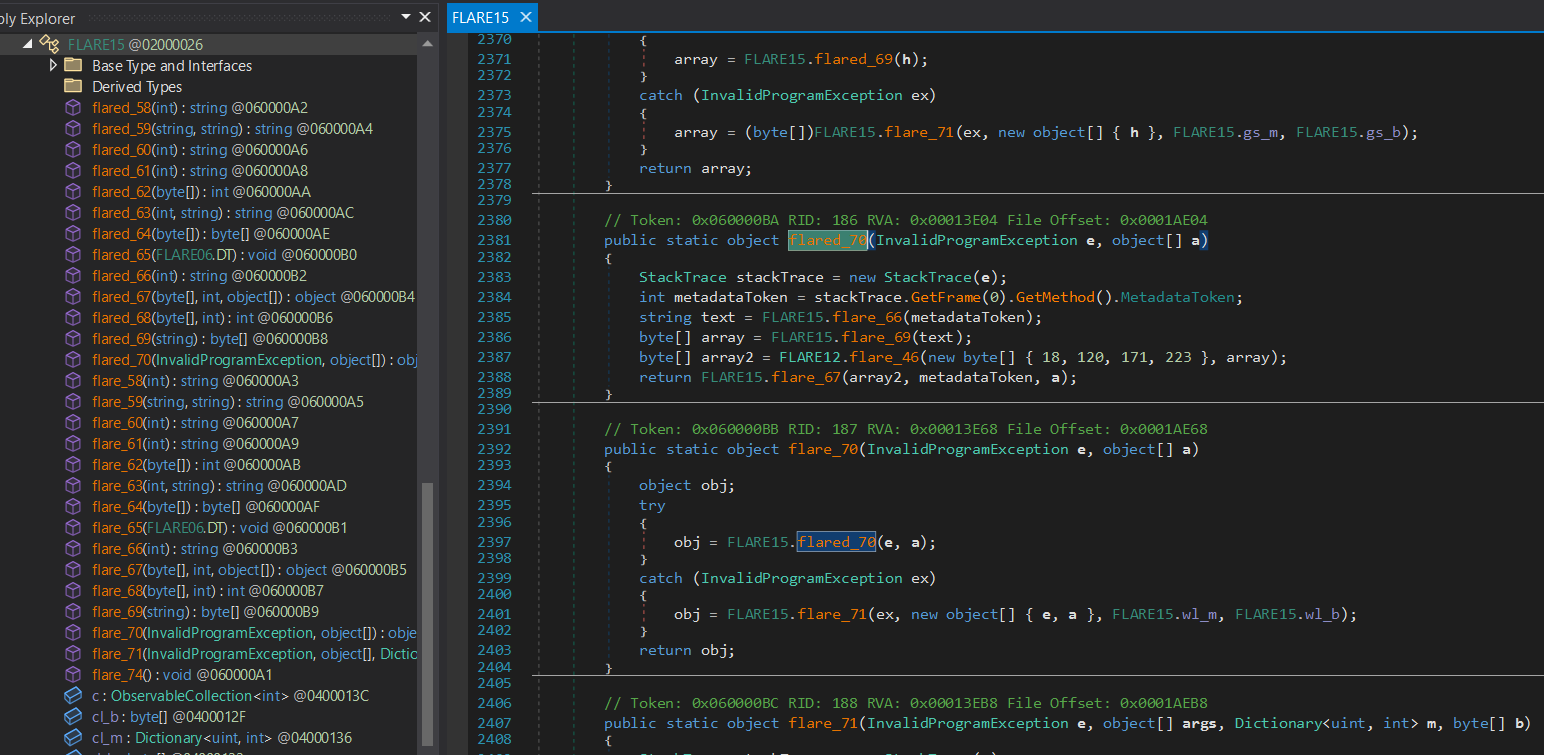 ply Explorer
FLARE15 @02000026
Base Type and Interfaces
Derived Types
flared_58(int) : string @060000A2
flared_59(string, string) : string @060000A4
flared_60(int) : string @060000A6
flared_61(int) : string @060000A8
flared_62(byte[]) : int @060000AA
flared_63(int, string) : string @060000AC
flared_64(byte[]) : byte[] @060000AE
flared_65(FLARE06.DT) : void @060000B0
flared_66(int) : string @060000B2
flared_67(byte[], int, object[]) : object @060000B4
flared_68(byte[], int) : int @060000B6
flared_69(string) : byte[] @060000B8
flared_70(InvalidProgramException, object[]) : obj
flare_58(int) : string @060000A3
flare_59(string, string) : string @060000A5
flare_60(int) : string @060000A7
flare_61(int) : string @060000A9
flare_62(byte[]) : int @060000AB
flare_63(int, string) : string @060000AD
flare_64(byte[]) : byte[] @060000AF
flare_65(FLARE06.DT) : void @060000B1
flare_66(int) : string @060000B3
flare_67(byte[], int, object[]) : object @060000B5
flare_68(byte[], int) : int @060000B7
flare_69(string) : byte[] @060000B9
flare_70(InvalidProgramException, object[]) : obje
flare_71(InvalidProgramException, object[], Dictio
flare_74() : void @060000A1
c : ObservableCollection<int> @0400013C
cl_b : byte[] @0400012F
cl_m : Dictionary<uint, int> @04000136
FLARE15
2370 {
2371 array = FLARE15.flared_69(h);
2372 }
2373 catch (InvalidProgramException ex)
2374 {
2375 array = (byte[])FLARE15.flare_71(ex, new object[] { h }, FLARE15.gs_m, FLARE15.gs_b);
2376 }
2377 return array;
2378 }
2379
2380 // Token: 0x060000BA RID: 186 RVA: 0x00013E04 File Offset: 0x0001AE04
2381 public static object flared_70(InvalidProgramException e, object[] a)
2382 {
2383 StackTrace stackTrace = new StackTrace(e);
2384 int metadataToken = stackTrace.GetFrame(0).GetMethod().MetadataToken;
2385 string text = FLARE15.flare_66(metadataToken);
2386 byte[] array = FLARE15.flare_69(text);
2387 byte[] array2 = FLARE12.flare_46(new byte[] { 18, 120, 171, 223 }, array);
2388 return FLARE15.flare_67(array2, metadataToken, a);
2389 }
2390
2391 // Token: 0x060000BB RID: 187 RVA: 0x00013E68 File Offset: 0x0001AE68
2392 public static object flare_70(InvalidProgramException e, object[] a)
2393 {
2394 object obj;
2395 try
2396 {
2397 obj = FLARE15.flared_70(e, a);
2398 }
2399 catch (InvalidProgramException ex)
2400 {
2401 obj = FLARE15.flare_71(ex, new object[] { e, a }, FLARE15.wl_m, FLARE15.wl_b);
2402 }
2403 return obj;
2404 }
2405
2406 // Token: 0x060000BC RID: 188 RVA: 0x00013EB8 File Offset: 0x0001AEB8
2407 public static object flare_71(InvalidProgramException e, object[] args, Dictionary<uint, int> m, byte[] b)
2408 {